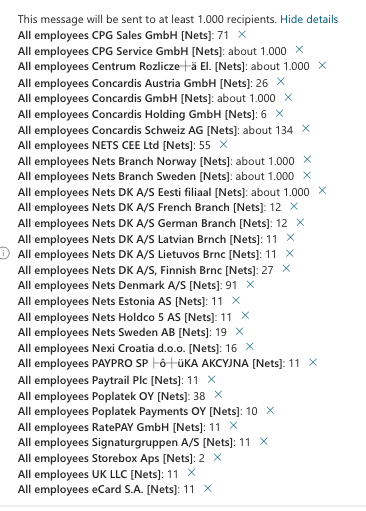 This message will be sent to at least 1.000 recipients. Hide details
All employees CPG Sales GmbH [Nets]: 71 ×
All employees CPG Service GmbH [Nets]: about 1.000 ×
All employees Centrum Rozlicze┼ä El. [Nets]: about 1.000 ×
All employees Concardis Austria GmbH [Nets]: 26 ×
All employees Concardis GmbH [Nets]: about 1.000 ×
All employees Concardis Holding GmbH [Nets]: 6 ×
All employees Concardis Schweiz AG [Nets]: about 134 ×
All employees NETS CEE Ltd [Nets]: 55 ×
All employees Nets Branch Norway [Nets]: about 1.000 ×
All employees Nets Branch Sweden [Nets]: about 1.000 ×
All employees Nets DK A/S Eesti filiaal [Nets]: about 1.000 ×
All employees Nets DK A/S French Branch [Nets]: 12 ×
All employees Nets DK A/S German Branch [Nets]: 12 ×
All employees Nets DK A/S Latvian Brnch [Nets]: 11 ×
All employees Nets DK A/S Lietuvos Brnc [Nets]: 11 ×
All employees Nets DK A/S, Finnish Brnc [Nets]: 27 ×
All employees Nets Denmark A/S [Nets]: 91 ×
All employees Nets Estonia AS [Nets]: 11 ×
All employees Nets Holdco 5 AS [Nets]: 11 ×
All employees Nets Sweden AB [Nets]: 19 ×
All employees Nexi Croatia d.o.o. [Nets]: 16 ×
All employees PAYPRO SP ├ô┼üKA AKCYJNA [Nets]: 11 ×
All employees Paytrail Plc [Nets]: 11 ×
All employees Poplatek OY [Nets]: 38 ×
All employees Poplatek Payments OY [Nets]: 10 ×
All employees RatePAY GmbH [Nets]: 11 ×
All employees Signaturgruppen A/S [Nets]: 11 ×
All employees Storebox Aps [Nets]: 2 ×
All employees UK LLC [Nets]: 11 ×
All employees eCard S.A. [Nets]: 11 ×